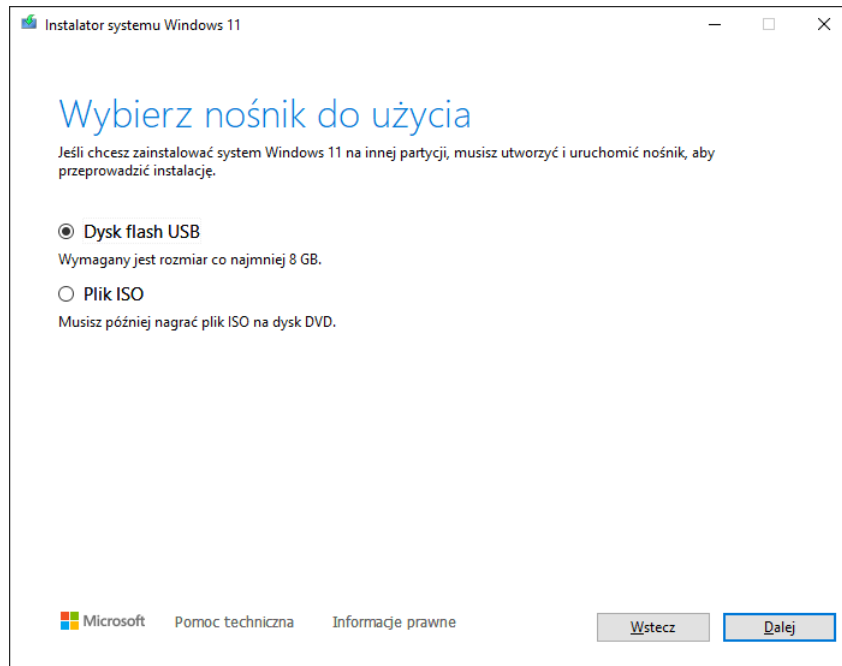 Instalator systemu Windows 11
Wybierz nośnik do użycia
Jeśli chcesz zainstalować system Windows 11 na innej partycji, musisz utworzyć i uruchomić nośnik, aby
przeprowadzić instalację.
Dysk flash USB
Wymagany jest rozmiar co najmniej 8 GB.
Plik ISO
Musisz później nagrać plik ISO na dysk DVD.
Microsoft Pomoc techniczna Informacje prawne Wstecz Dalej